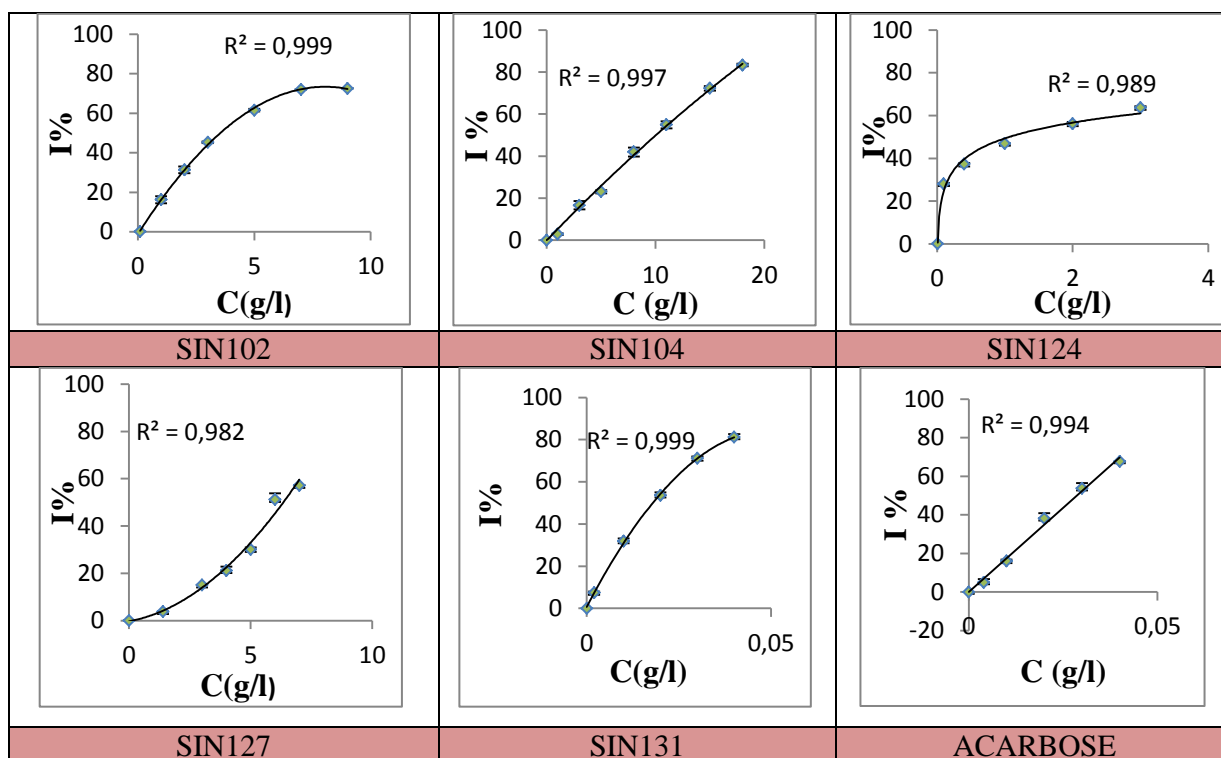 R² = 0,999
I%
100
80
60
40
20
0
0 5 10
C(g/l)
R² = 0,997
I %
100
80
60
40
20
0
0 10 20
C (g/l)
R² = 0,989
I%
100
80
60
40
20
0
0 2 4
C(g/l)
SIN102 SIN104 SIN124
R² = 0,982
I%
100
80
60
40
20
0
0 5 10
C(g/l)
R² = 0,999
I%
100
80
60
40
20
0
0 0,05
C(g/l)
R² = 0,994
I %
100
80
60
40
20
0
-20
0 0,05
C (g/l)
SIN127 SIN131 ACARBOSE